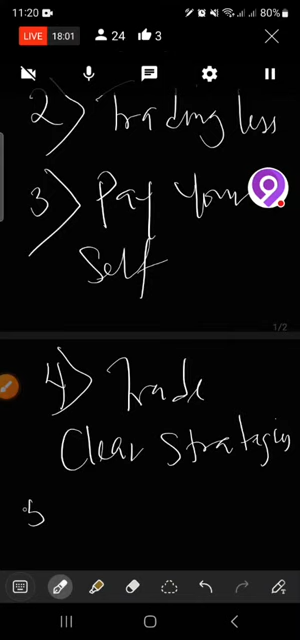 11:20
80%
LIVE 18:01 24 3
2) Trading less
3) Pay Your
Self
1/2
4) Trade
Clear Strategies
5